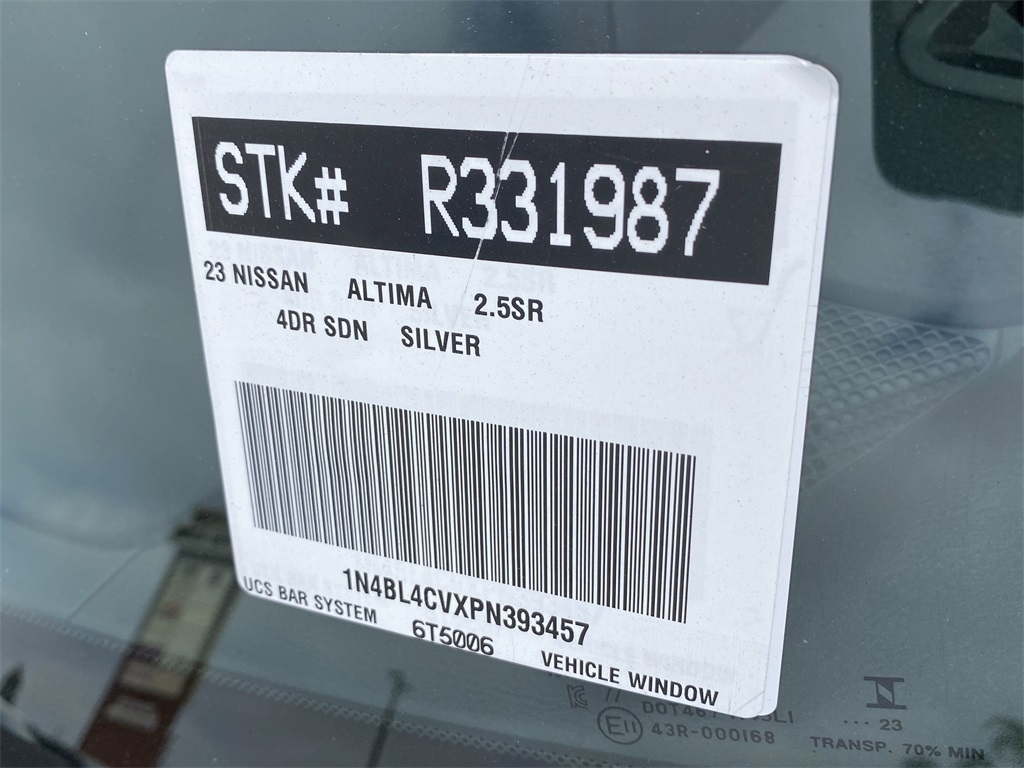 STK# R331987
23 NISSAN ALTIMA 2.5SR
4DR SDN SILVER
1N4BL4CVXPN393457
UCS BAR SYSTEM 6T5006 VEHICLE WINDOW
E11 43R-000168
··· 23
TRANSP. 70% MIN